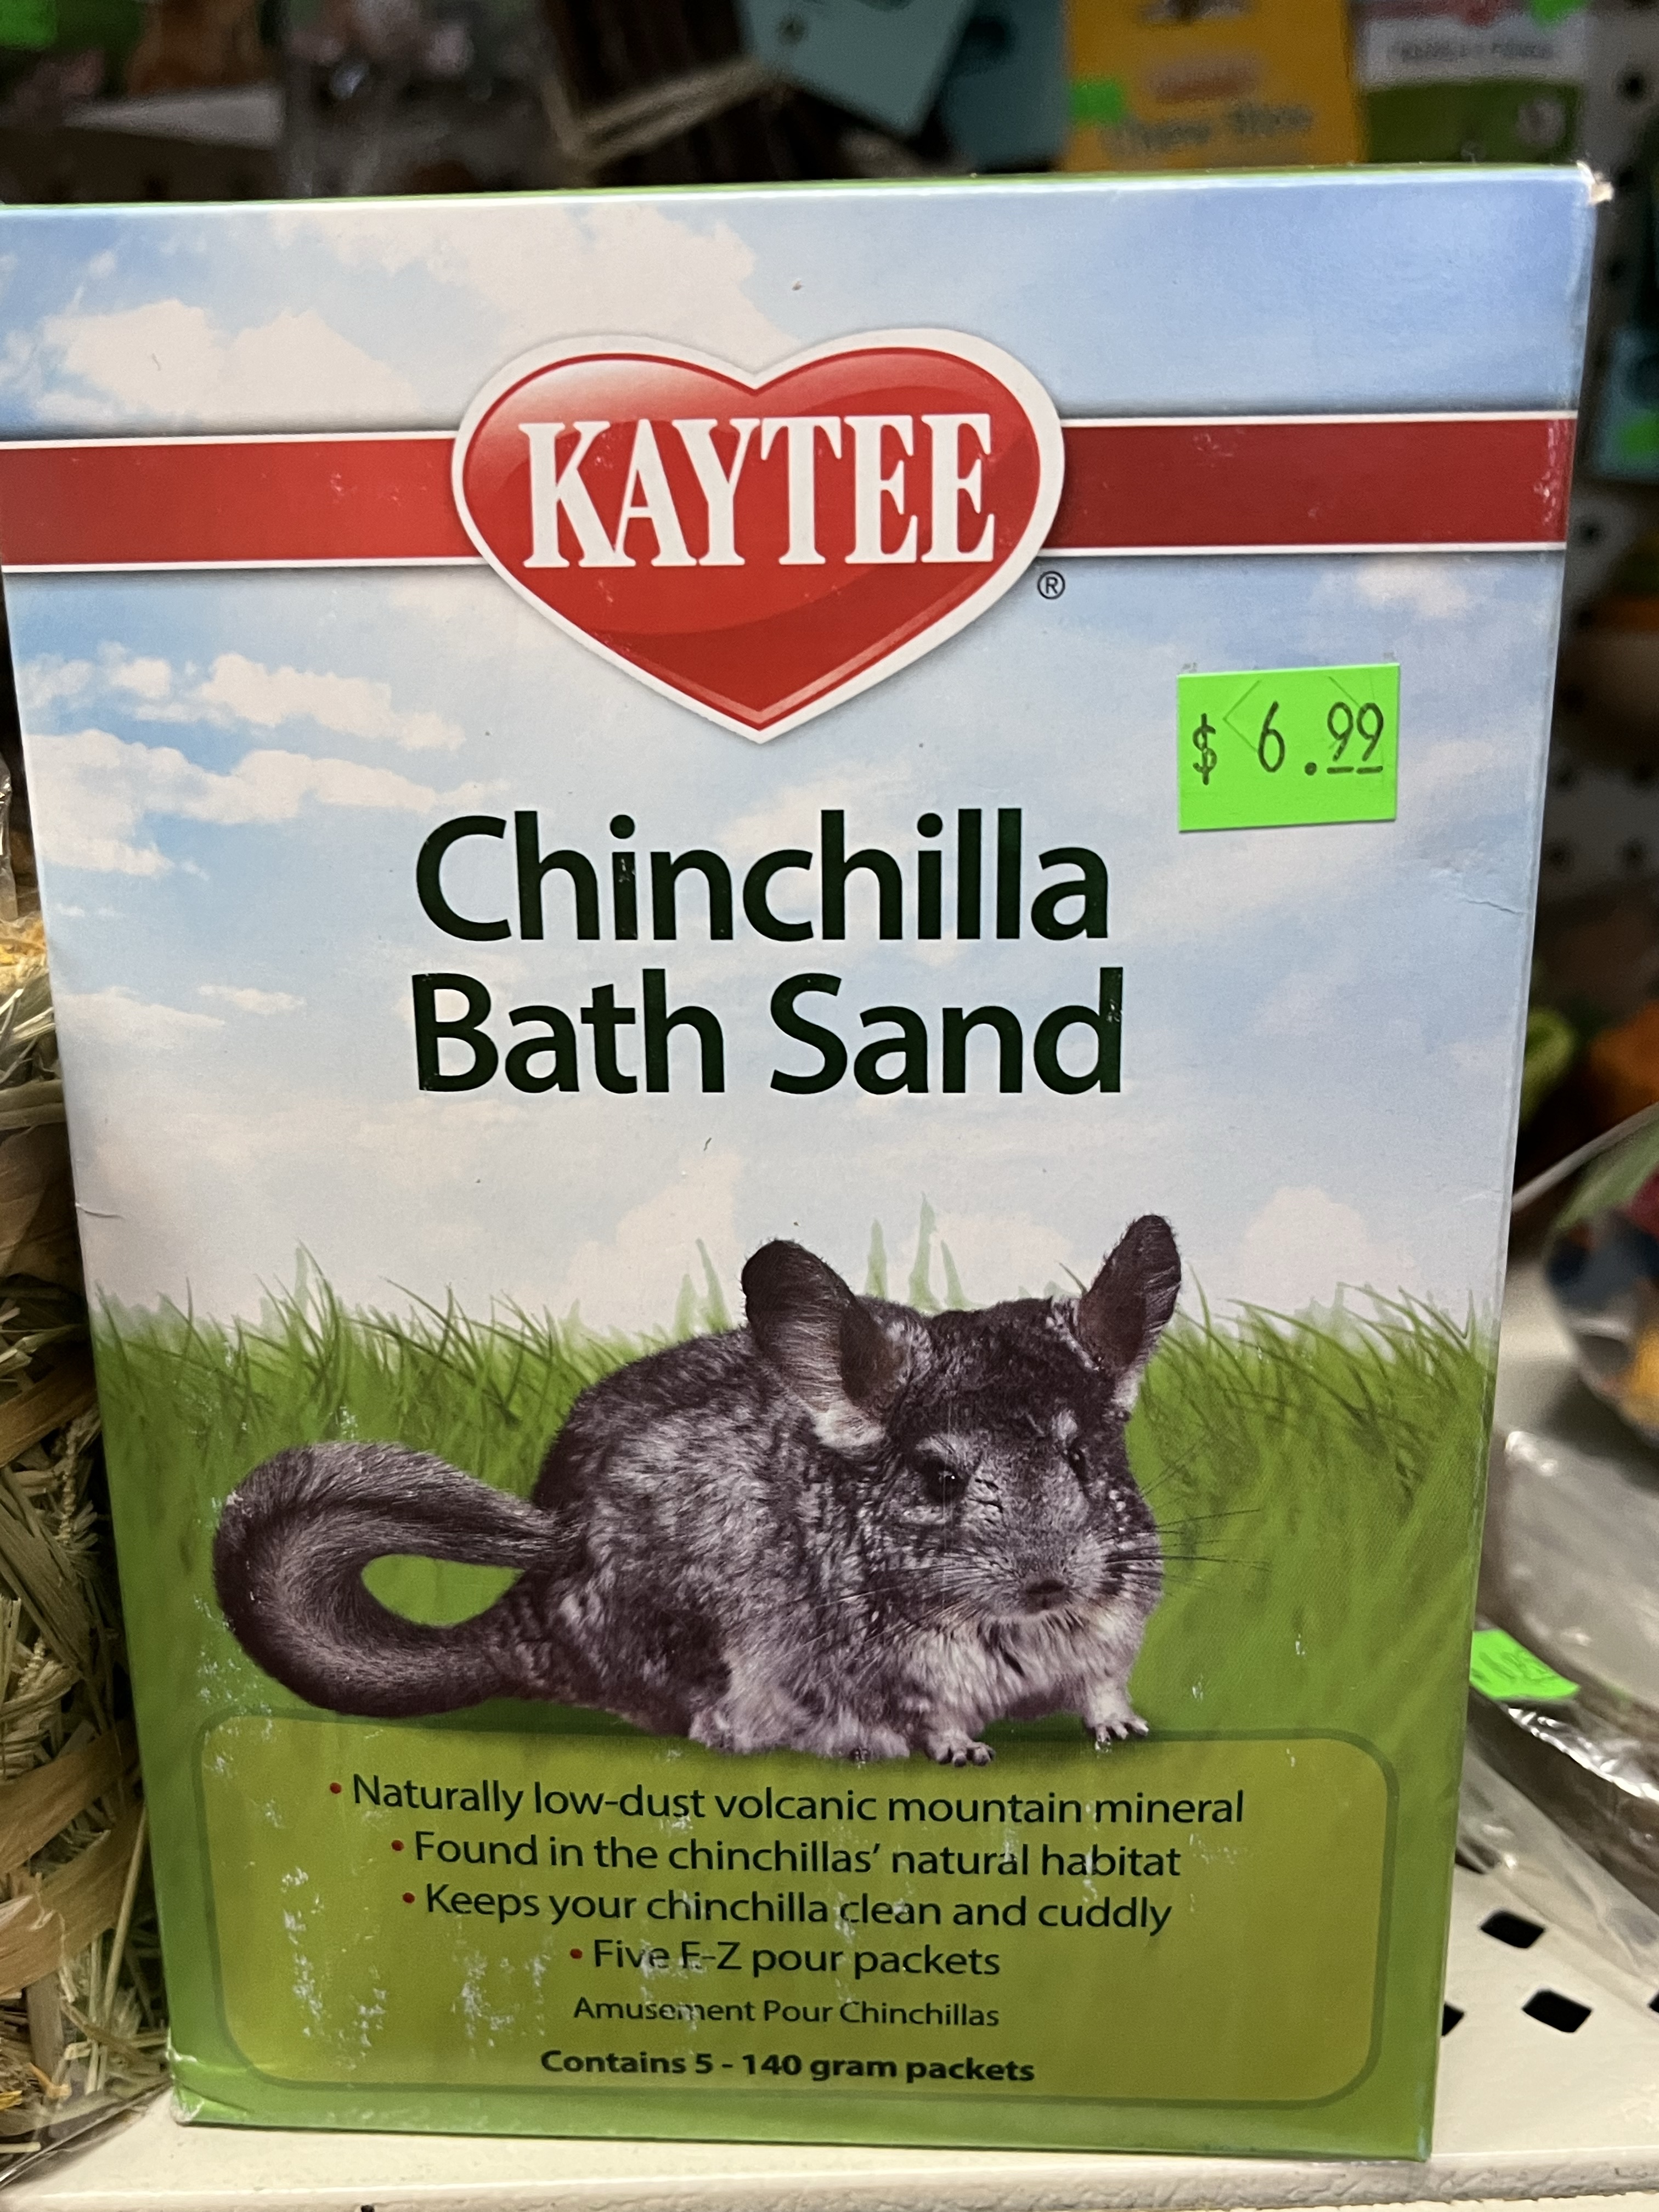 KAYTEE
®
$ 6.99
Chinchilla
Bath Sand
• Naturally low-dust volcanic mountain mineral
• Found in the chinchillas’ natural habitat
• Keeps your chinchilla clean and cuddly
• Five E-Z pour packets
Amusement Pour Chinchillas
Contains 5 - 140 gram packets